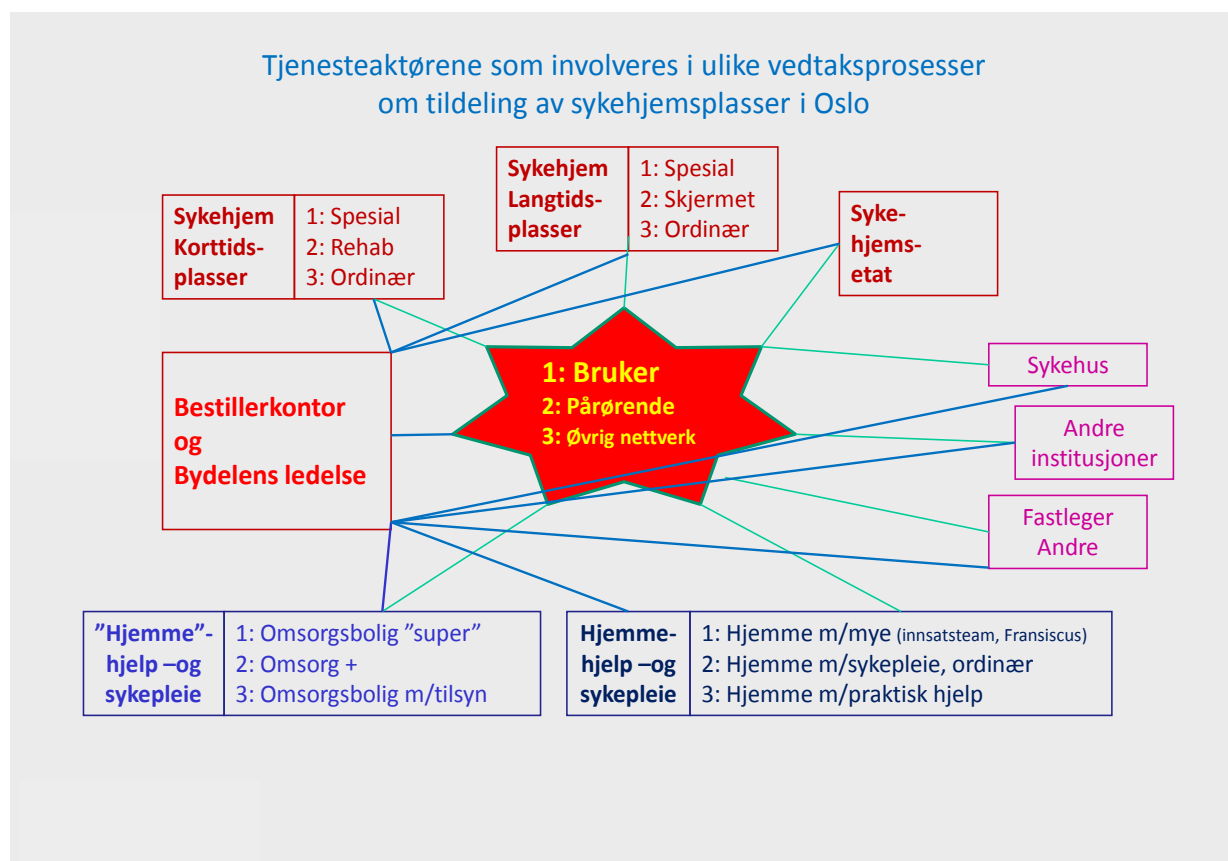 Tjenesteaktørene som involveres i ulike vedtaksprosesser
om tildeling av sykehjemsplasser i Oslo
Sykehjem
Langtids-
plasser
1: Spesial
2: Skjermet
3: Ordinær
Sykehjem
Korttids-
plasser
1: Spesial
2: Rehab
3: Ordinær
Syke-
hjems-
etat
Bestillerkontor
og
Bydelens ledelse
1: Bruker
2: Pårørende
3: Øvrig nettverk
Sykehus
Andre
institusjoner
Fastleger
Andre
”Hjemme”-
hjelp –og
sykepleie
1: Omsorgsbolig ”super”
2: Omsorg +
3: Omsorgsbolig m/tilsyn
Hjemme-
hjelp –og
sykepleie
1: Hjemme m/mye (innsatsteam, Fransiscus)
2: Hjemme m/sykepleie, ordinær
3: Hjemme m/praktisk hjelp